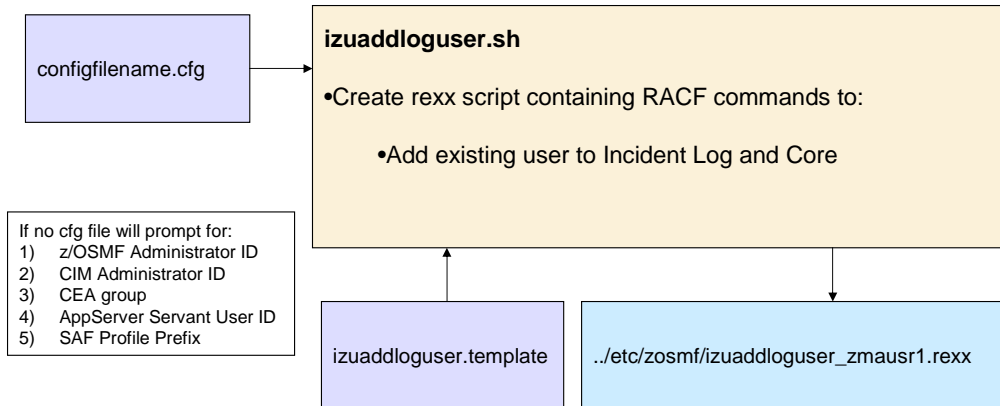 configfilename.cfg
izuaddloguser.sh
•Create rexx script containing RACF commands to:
•Add existing user to Incident Log and Core
If no cfg file will prompt for:
1) z/OSMF Administrator ID
2) CIM Administrator ID
3) CEA group
4) AppServer Servant User ID
5) SAF Profile Prefix
izuaddloguser.template
../etc/zosmf/izuaddloguser_zmausr1.rexx